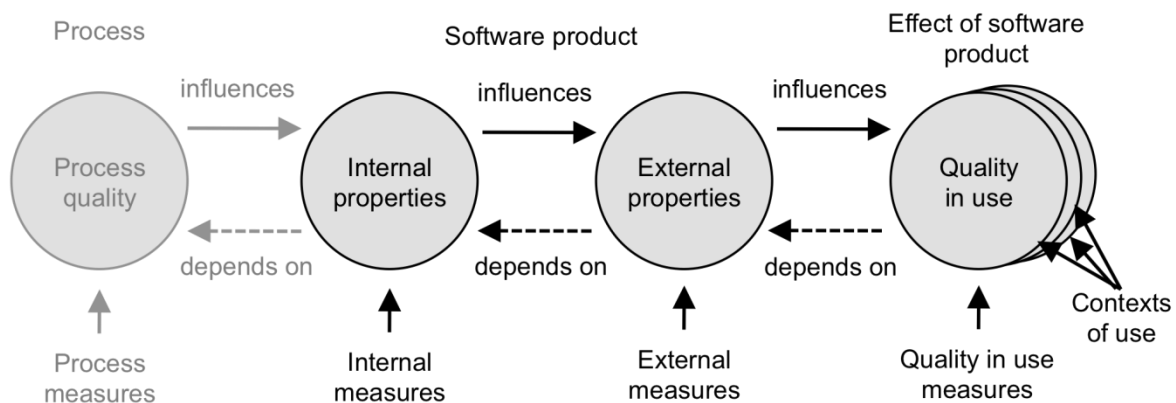 Process
Software product
Effect of software
product
influences
influences
influences
Process
quality
Internal
properties
External
properties
Quality
in use
depends on
depends on
depends on
Contexts
of use
Process
measures
Internal
measures
External
measures
Quality in use
measures